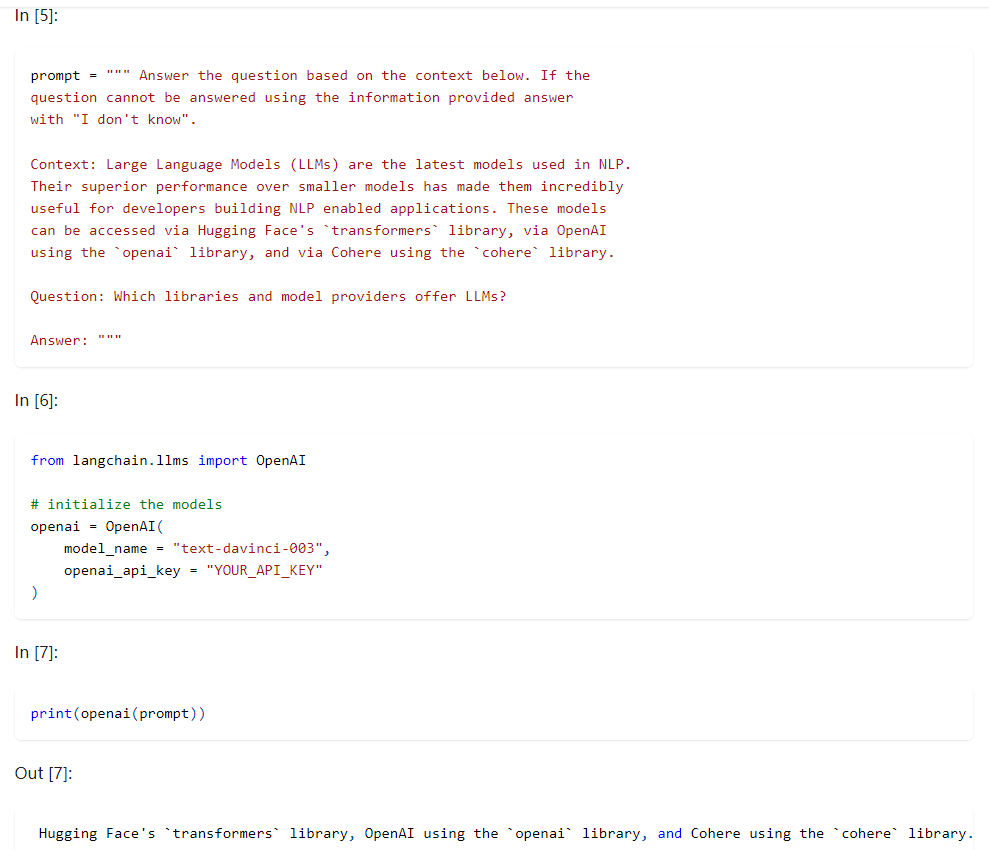 In [5]:
prompt = """ Answer the question based on the context below. If the
question cannot be answered using the information provided answer
with "I don't know".
Context: Large Language Models (LLMs) are the latest models used in NLP.
Their superior performance over smaller models has made them incredibly
useful for developers building NLP enabled applications. These models
can be accessed via Hugging Face's `transformers` library, via OpenAI
using the `openai` library, and via Cohere using the `cohere` library.
Question: Which libraries and model providers offer LLMs?
Answer: """
In [6]:
from langchain.llms import OpenAI
# initialize the models
openai = OpenAI(
    model_name = "text-davinci-003",
    openai_api_key = "YOUR_API_KEY"
)
In [7]:
print(openai(prompt))
Out [7]:
 Hugging Face's `transformers` library, OpenAI using the `openai` library, and Cohere using the `cohere` library.